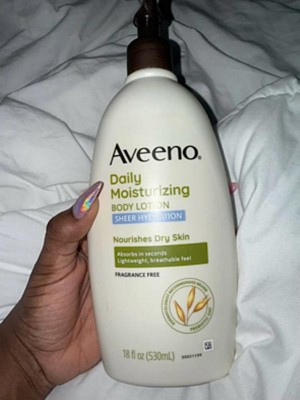 Aveeno®
Daily
Moisturizing
BODY LOTION
SHEER HYDRATION
Nourishes Dry Skin
Absorbs in seconds
Lightweight, breathable feel
FRAGRANCE FREE
18 fl oz (530mL)